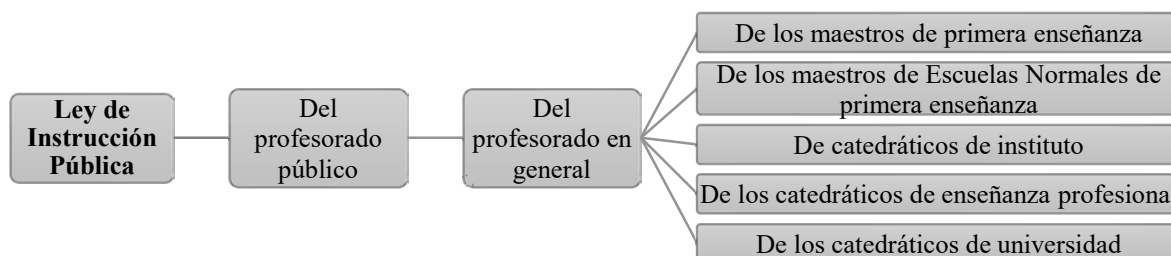 Ley de
Instrucción
Pública
Del
profesorado
público
Del
profesorado en
general
De los maestros de primera enseñanza
De los maestros de Escuelas Normales de
primera enseñanza
De catedráticos de instituto
De los catedráticos de enseñanza profesiona
De los catedráticos de universidad